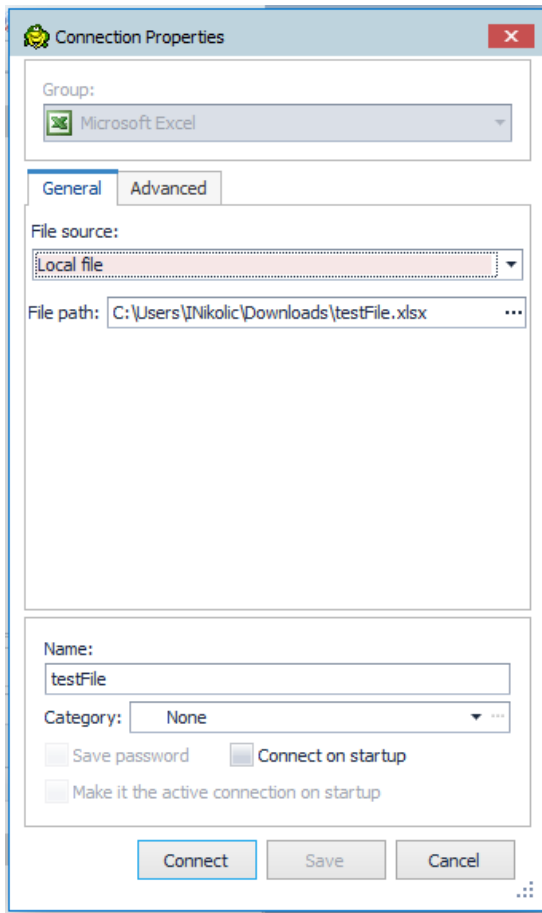 Connection Properties
Group:
Microsoft Excel
General Advanced
File source:
Local file
File path: C:\Users\INikolic\Downloads\testFile.xlsx ...
Name:
testFile
Category: None ...
Save password Connect on startup
Make it the active connection on startup
Connect Save Cancel